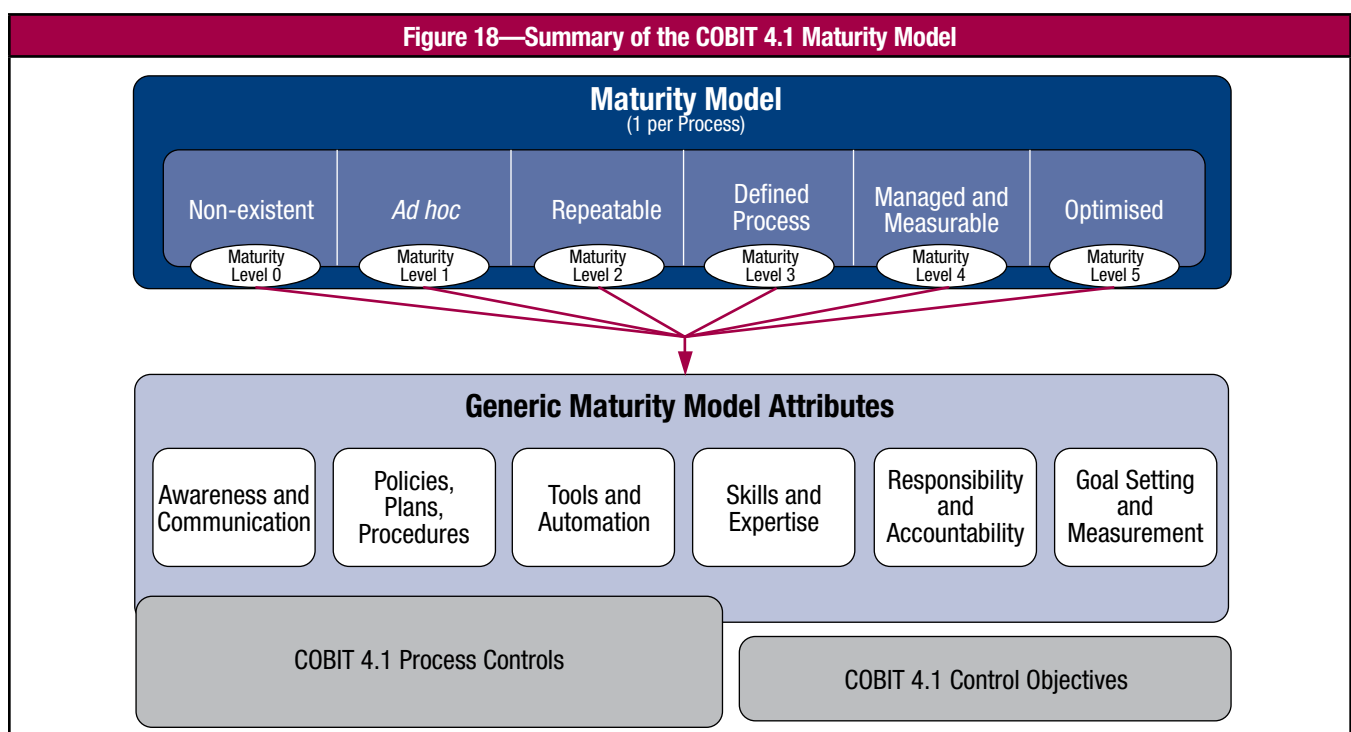 Figure 18—Summary of the COBIT 4.1 Maturity Model
Maturity Model
(1 per Process)
Non-existent
Ad hoc
Repeatable
Defined
Process
Managed and
Measurable
Optimised
Maturity
Level 0
Maturity
Level 1
Maturity
Level 2
Maturity
Level 3
Maturity
Level 4
Maturity
Level 5
Generic Maturity Model Attributes
Awareness and
Communication
Policies,
Plans,
Procedures
Tools and
Automation
Skills and
Expertise
Responsibility
and
Accountability
Goal Setting
and
Measurement
COBIT 4.1 Process Controls
COBIT 4.1 Control Objectives